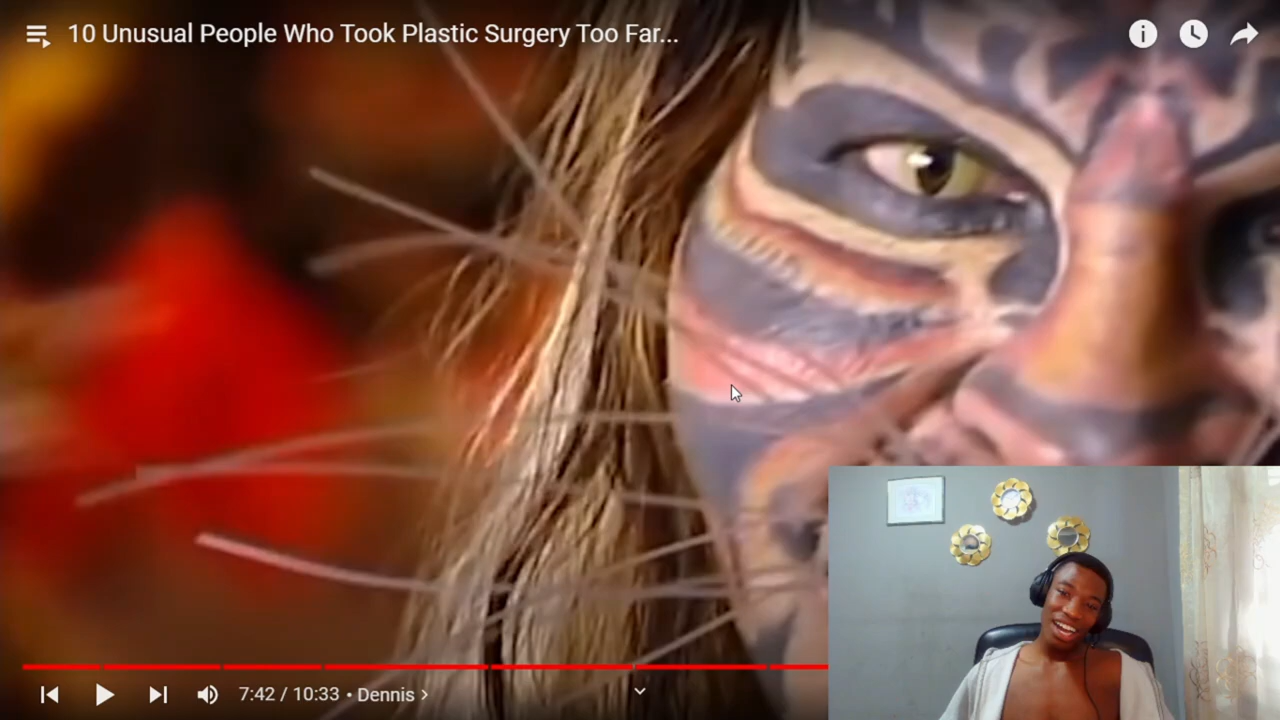 10 Unusual People Who Took Plastic Surgery Too Far...
7:42 / 10:33 • Dennis >